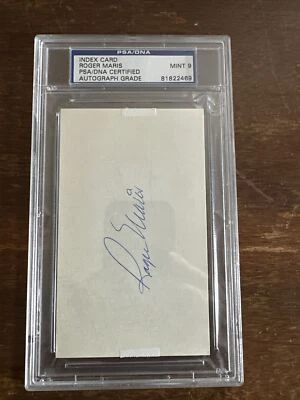 PSA/DNA
INDEX CARD
ROGER MARIS
PSA/DNA CERTIFIED
AUTOGRAPH GRADE
MINT 9
81822469
Roger Maris